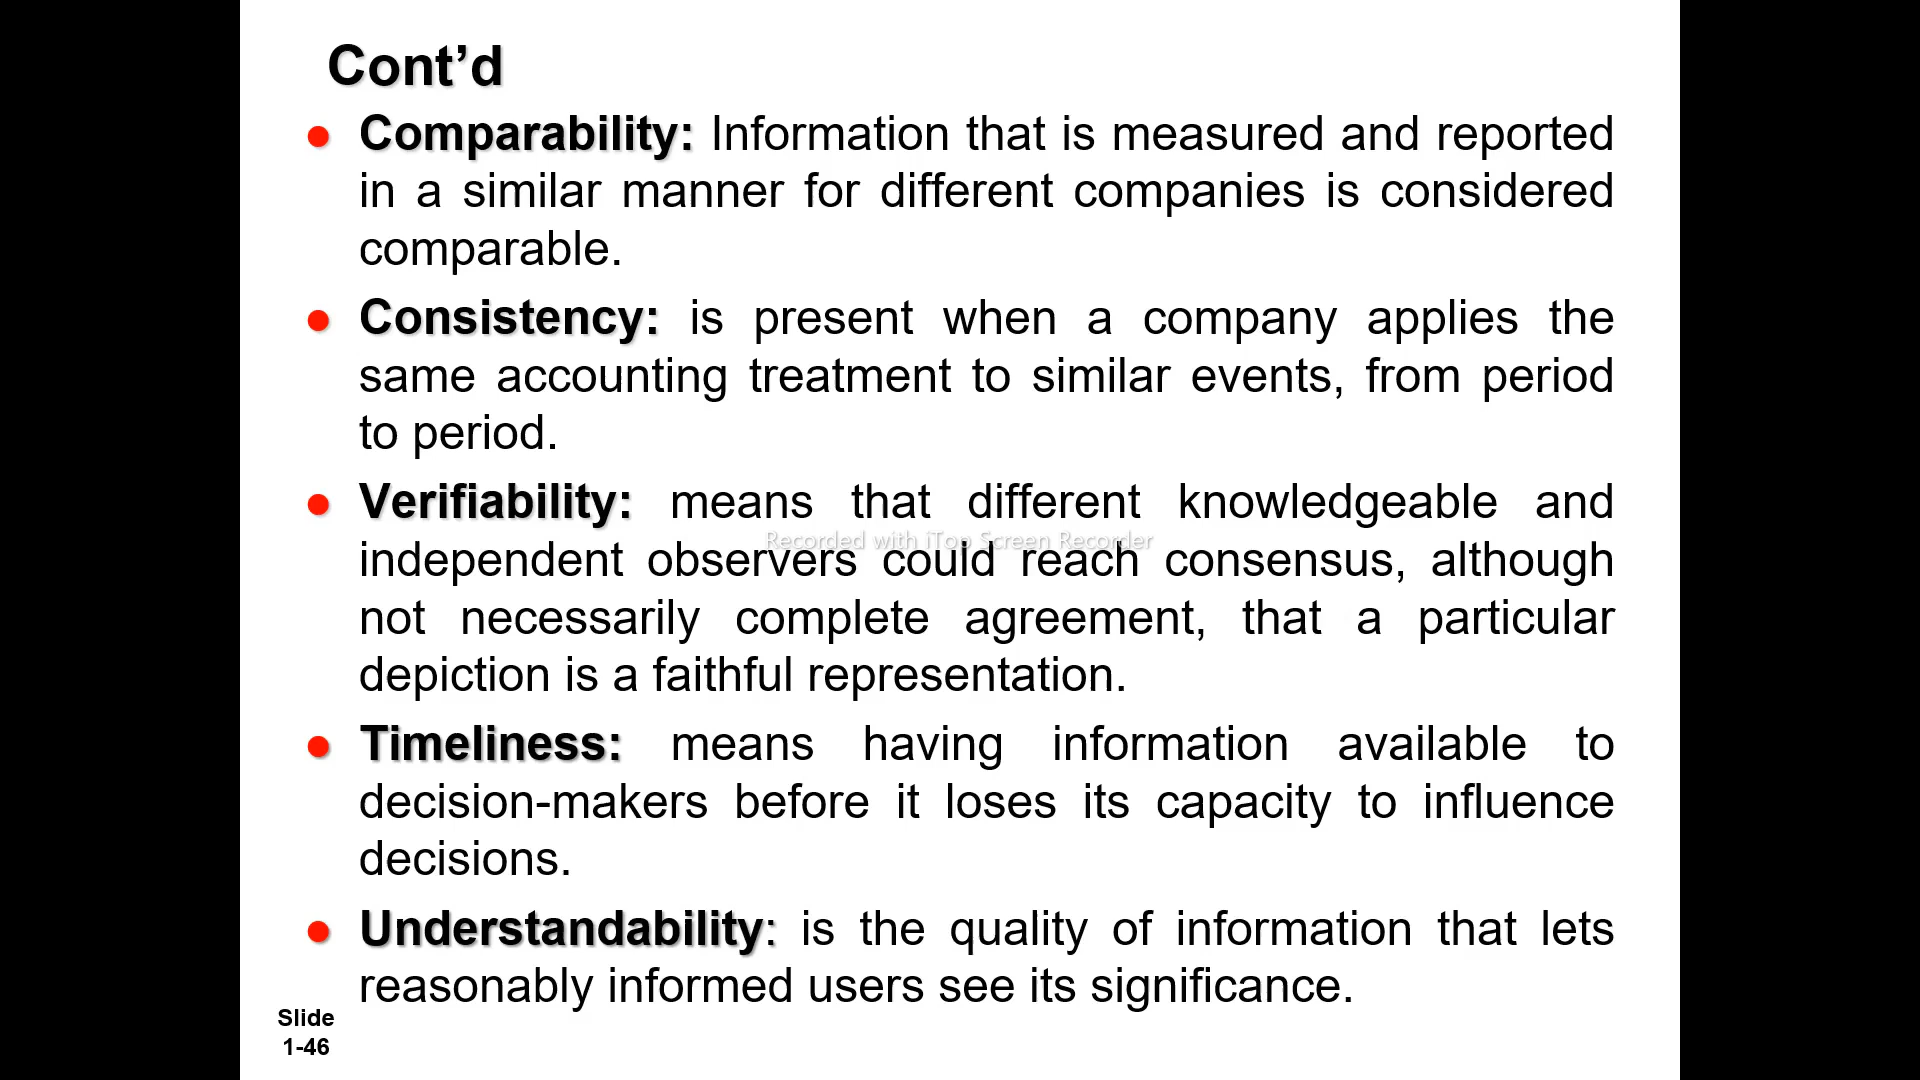 Cont’d
● Comparability: Information that is measured and reported
in a similar manner for different companies is considered
comparable.
● Consistency: is present when a company applies the
same accounting treatment to similar events, from period
to period.
● Verifiability: means that different knowledgeable and
Recorded with iTop Screen Recorder
independent observers could reach consensus, although
not necessarily complete agreement, that a particular
depiction is a faithful representation.
● Timeliness: means having information available to
decision-makers before it loses its capacity to influence
decisions.
● Understandability: is the quality of information that lets
reasonably informed users see its significance.
Slide
1-46